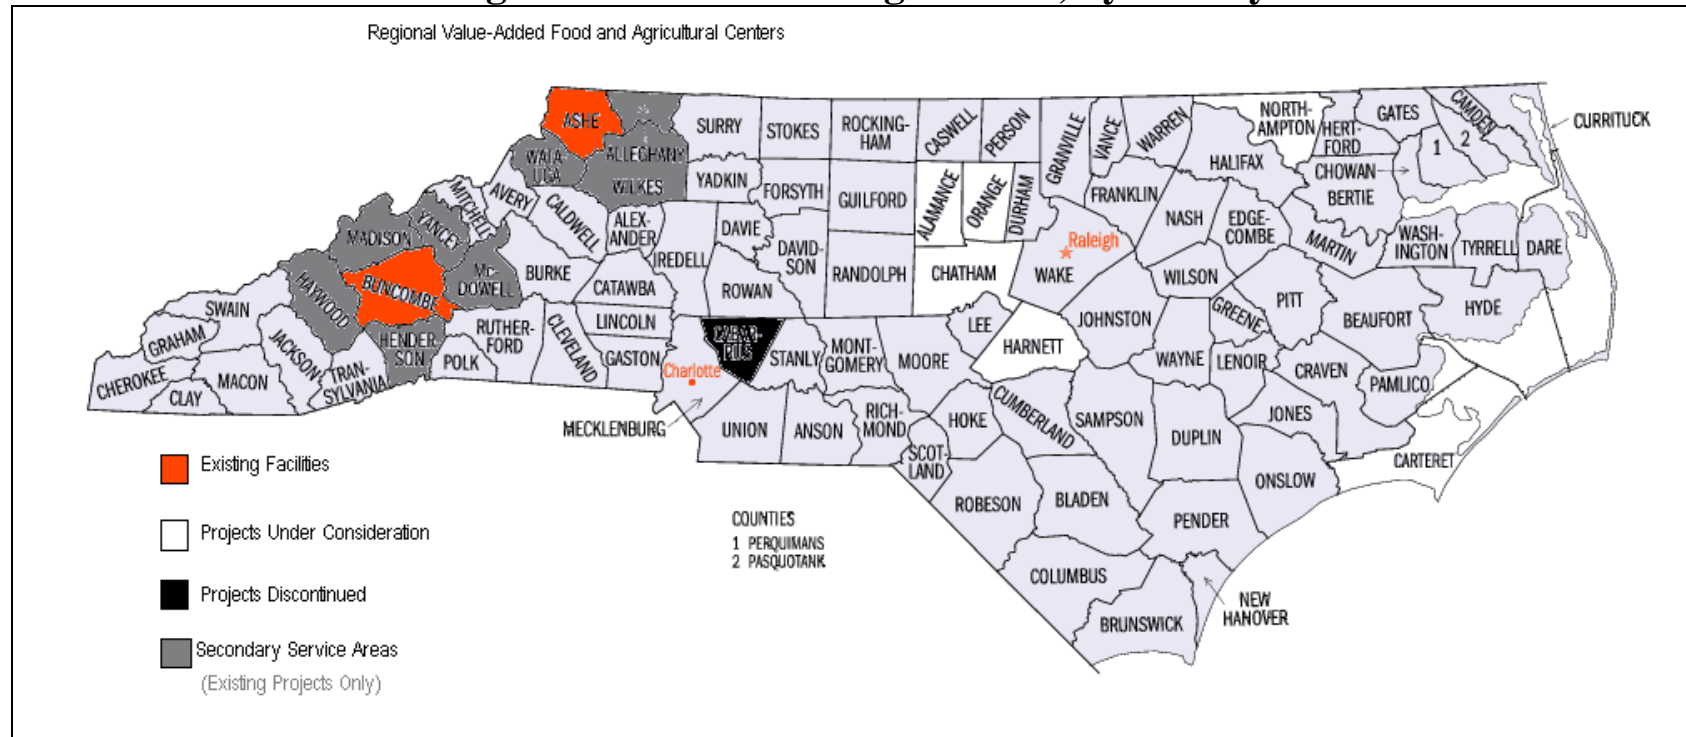 Regional Value-Added Food and Agricultural Centers
ASHE
SURRY
STOKES
ROCKING-
HAM
CASWELL
PERSON
GRANVILLE
VANCE
WARREN
NORTH-
AMPTON
HERT-
FORD
GATES
CAMDEN
CURRITUCK
1
2
WATA-
UGA
ALLEGHANY
WILKES
YADKIN
FORSYTH
GUILFORD
ALAMANCE
ORANGE
DURHAM
FRANKLIN
HALIFAX
CHOWAN
BERTIE
MITCHELL
AVERY
CALDWELL
ALEX-
ANDER
IREDELL
DAVIE
DAVID-
SON
RANDOLPH
CHATHAM
Raleigh
WAKE
NASH
EDGE-
COMBE
MARTIN
WASH-
INGTON
TYRRELL
DARE
MADISON
YANCEY
Mc-
DOWELL
BURKE
CATAWBA
ROWAN
WILSON
PITT
GREENE
BEAUFORT
HYDE
HAYWOOD
BUNCOMBE
SWAIN
GRAHAM
JACKSON
HENDER
SON
RUTHER-
FORD
CLEVELAND
LINCOLN
GASTON
CABAR-
RUS
STANLY
MONT-
GOMERY
MOORE
LEE
HARNETT
JOHNSTON
WAYNE
LENOIR
CRAVEN
PAMLICO
CHEROKEE
CLAY
MACON
TRAN-
SYLVANIA
POLK
Charlotte
MECKLENBURG
UNION
ANSON
RICH-
MOND
SCOT-
LAND
HOKE
CUMBERLAND
SAMPSON
DUPLIN
JONES
ONSLOW
CARTERET
ROBESON
BLADEN
PENDER
COLUMBUS
BRUNSWICK
NEW
HANOVER
COUNTIES
1 PERQUIMANS
2 PASQUOTANK
Existing Facilities
Projects Under Consideration
Projects Discontinued
Secondary Service Areas
(Existing Projects Only)